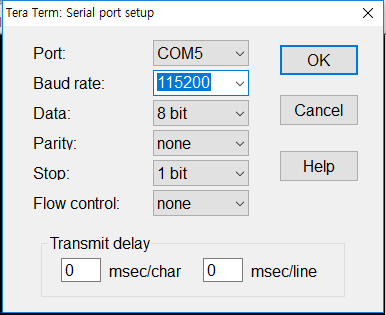 Tera Term: Serial port setup
Port: COM5
Baud rate: 115200
Data: 8 bit
Parity: none
Stop: 1 bit
Flow control: none
OK
Cancel
Help
Transmit delay
0 msec/char 0 msec/line